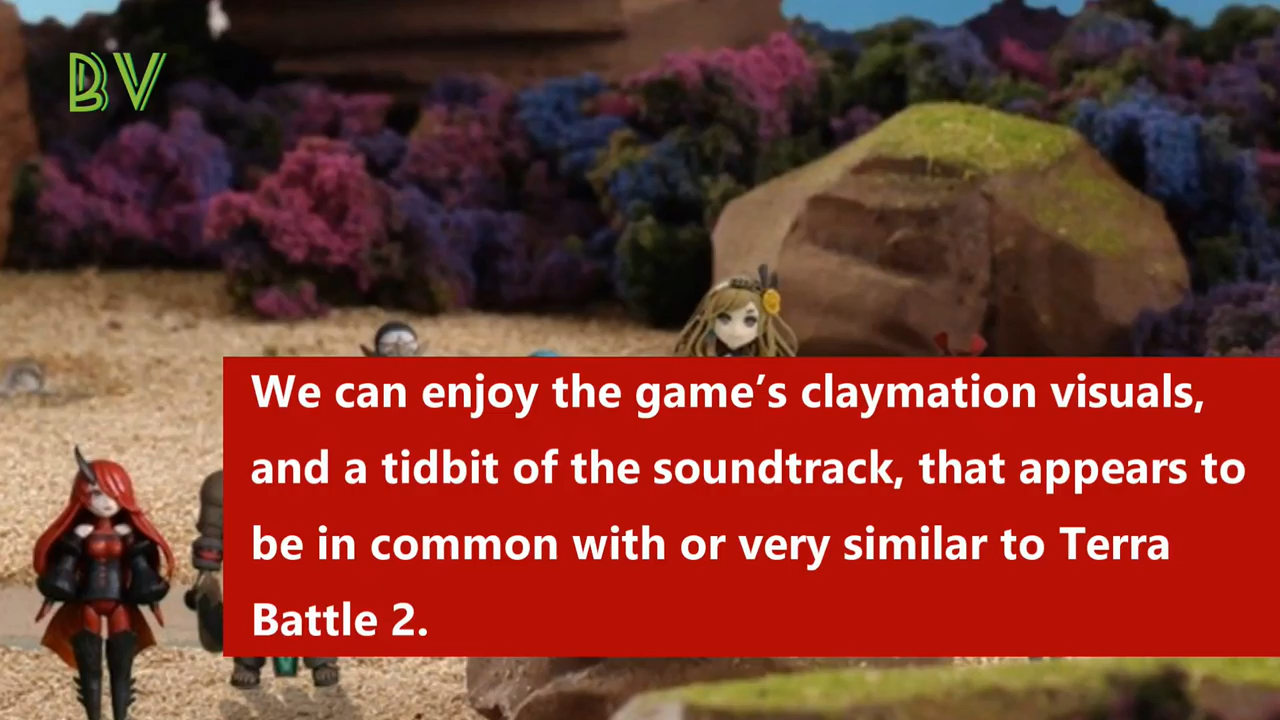 BV
We can enjoy the game’s claymation visuals,
and a tidbit of the soundtrack, that appears to
be in common with or very similar to Terra
Battle 2.